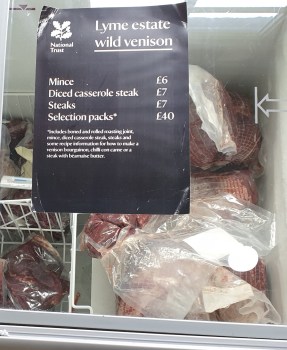 National
Trust
Lyme estate
wild venison
Mince £6
Diced casserole steak £7
Steaks £7
Selection packs* £40
*Includes boned and rolled roasting joint,
mince, diced casserole steak, steaks and
some recipe information for how to make a
venison bourguinon, chilli con carne or a
steak with béarnaise butter.